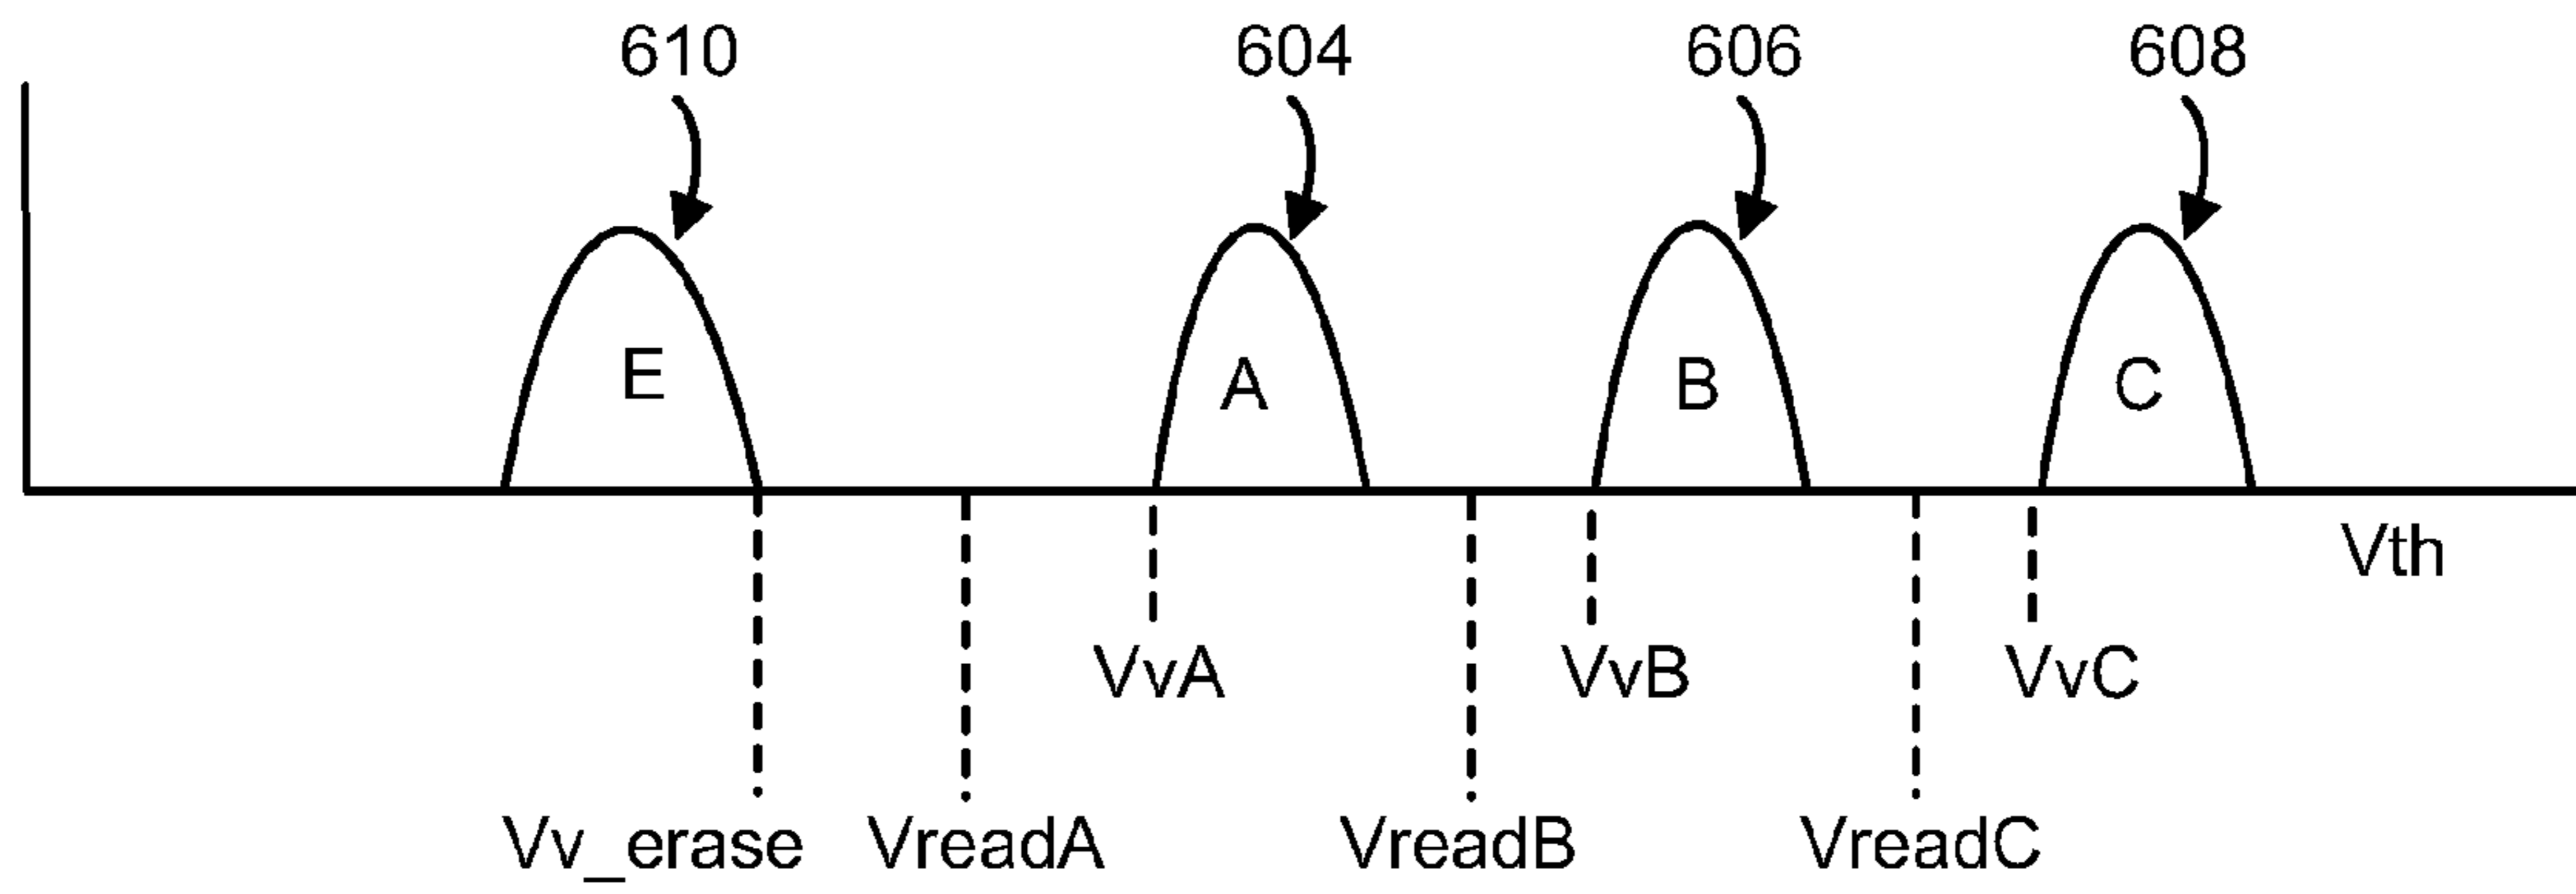 610 604 606 608
E A B C
Vth
VvA VvB VvC
Vv_erase VreadA VreadB VreadC